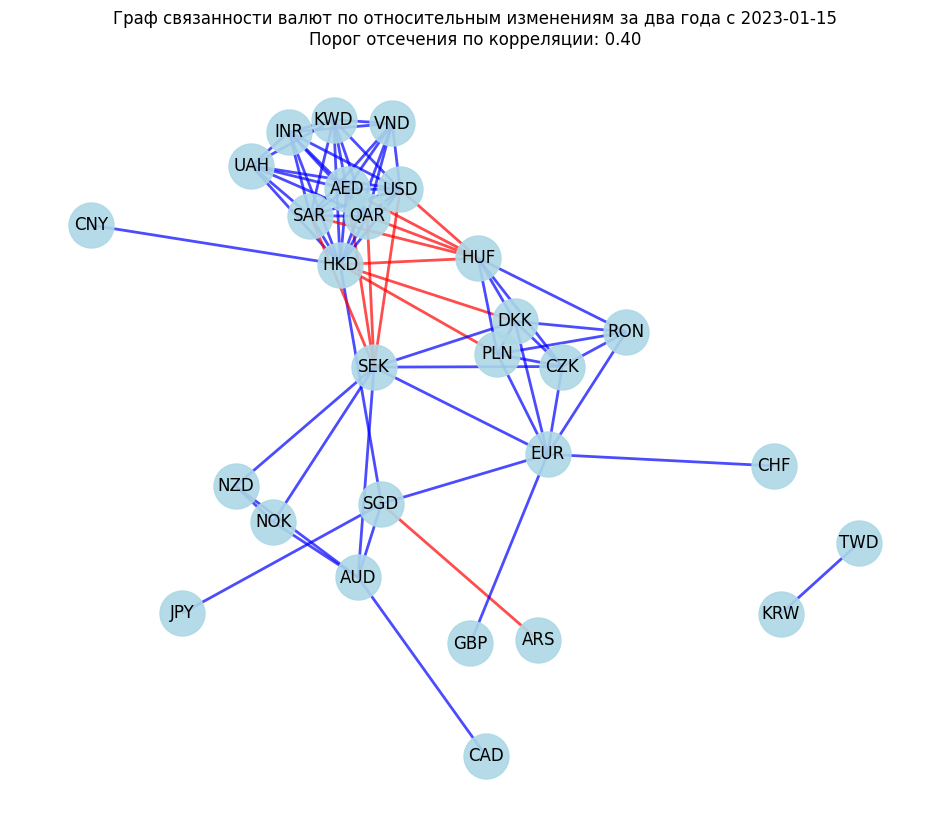 Граф связанности валют по относительным изменениям за два года с 2023-01-15
Порог отсечения по корреляции: 0.40
KWD
VND
INR
UAH
AED
USD
SAR
QAR
CNY
HUF
HKD
DKK
RON
PLN
SEK
CZK
EUR
CHF
NZD
SGD
NOK
TWD
AUD
JPY
KRW
GBP
ARS
CAD